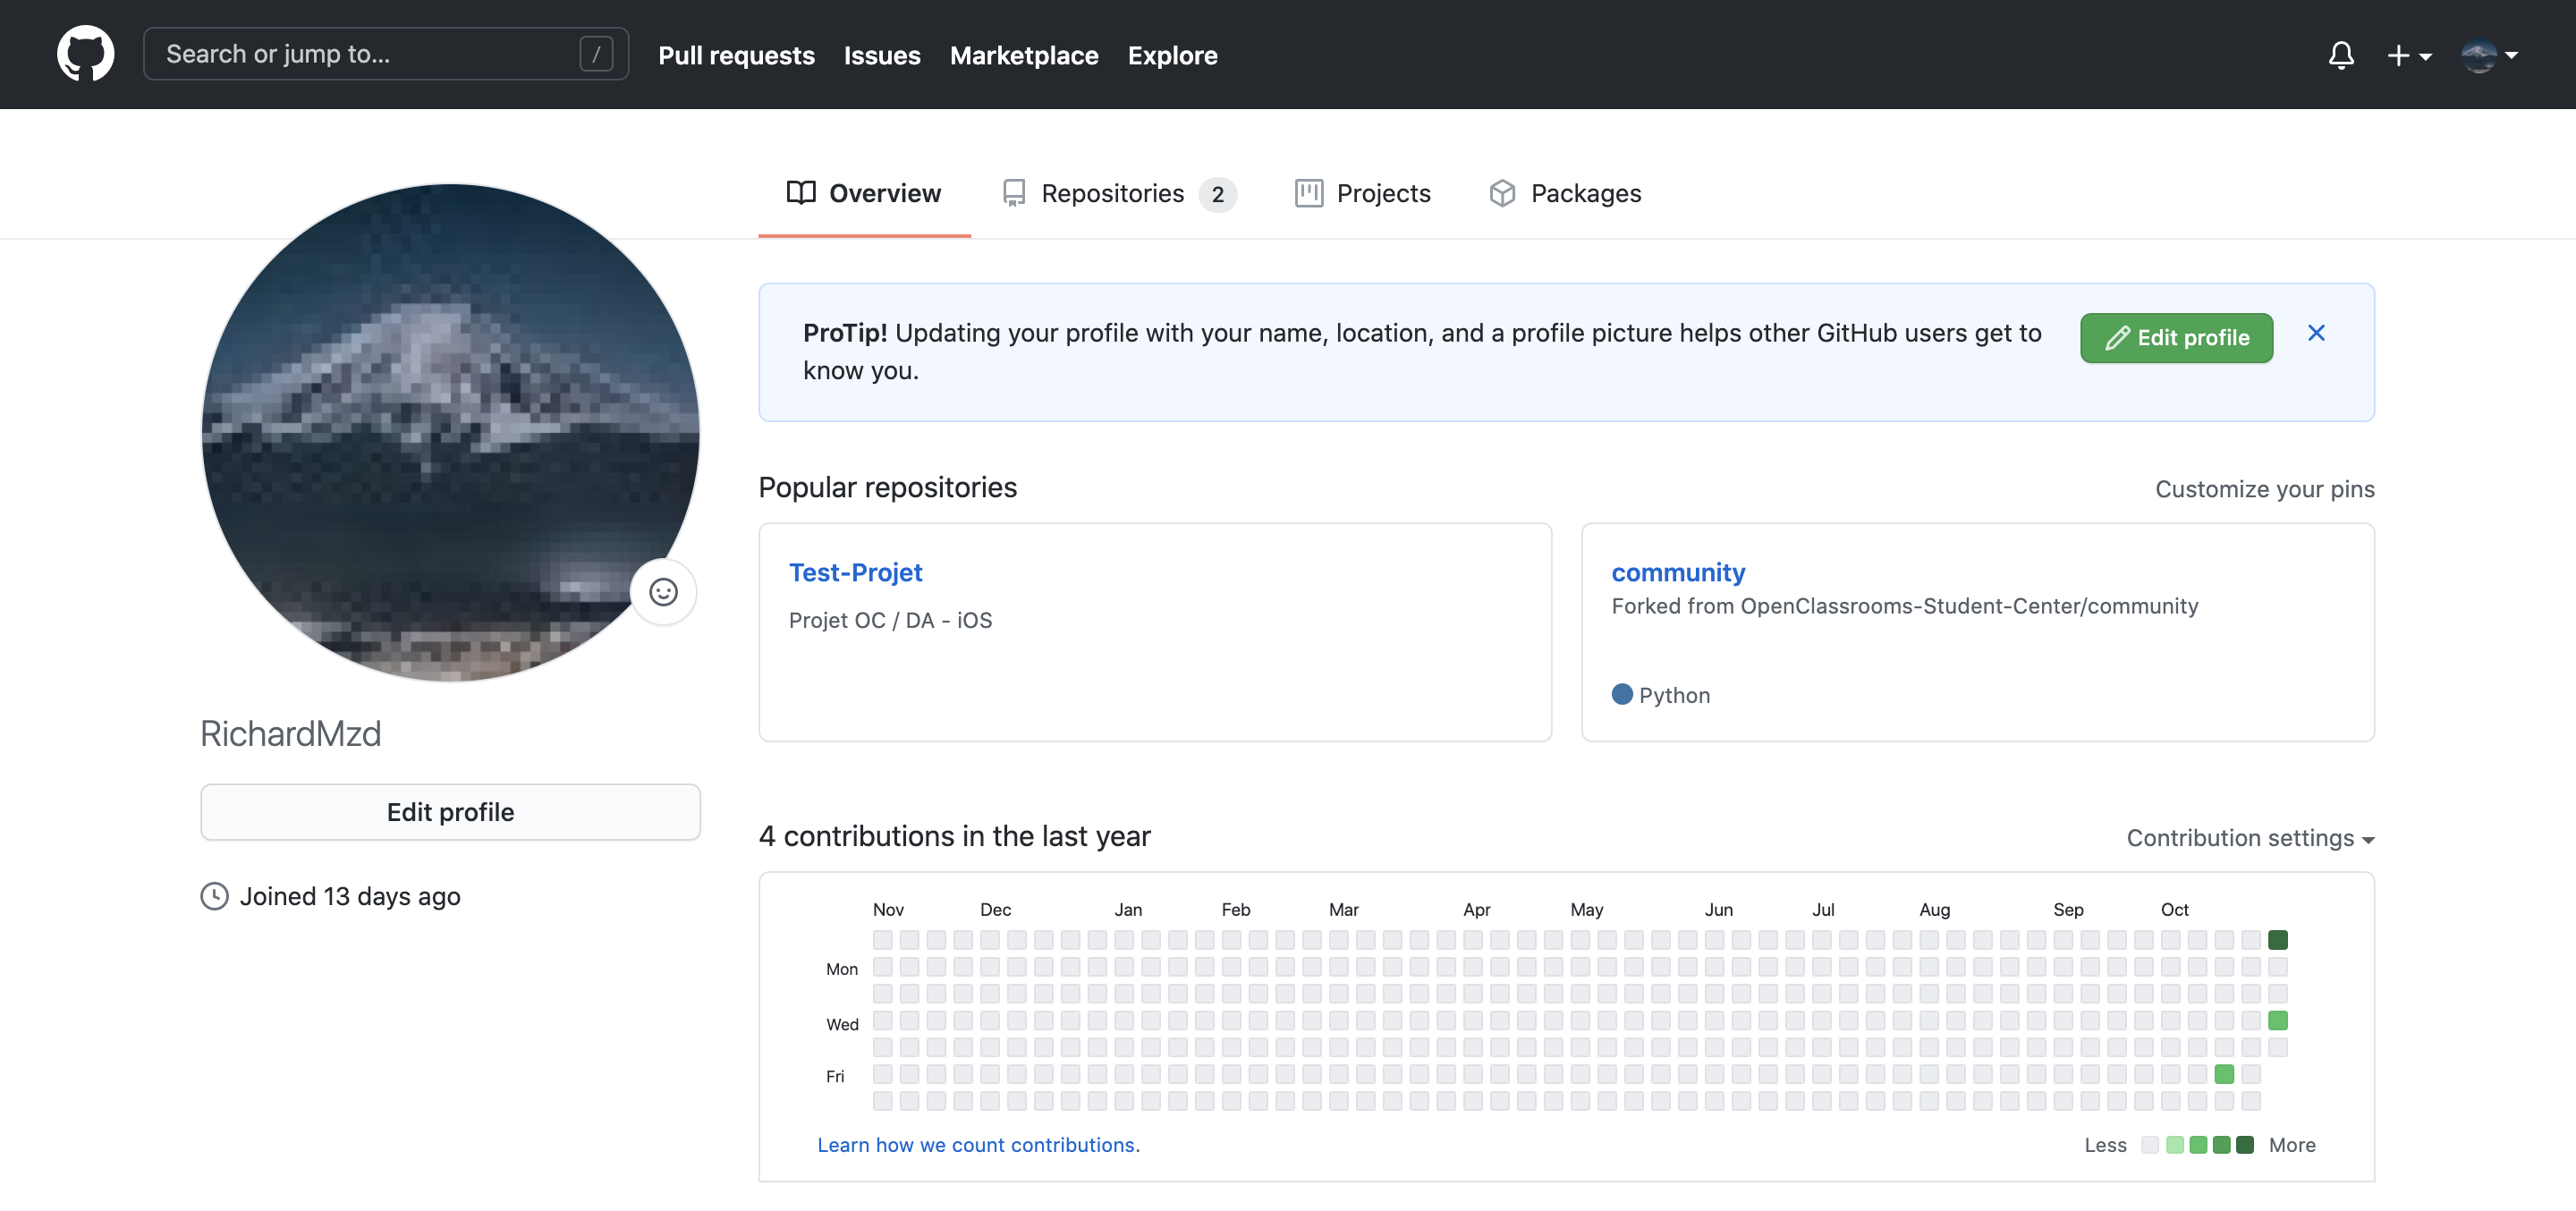 Search or jump to... /
Pull requests
Issues
Marketplace
Explore
Overview
Repositories 2
Projects
Packages
ProTip! Updating your profile with your name, location, and a profile picture helps other GitHub users get to
know you.
Edit profile
Popular repositories
Customize your pins
Test-Projet
Projet OC / DA - iOS
community
Forked from OpenClassrooms-Student-Center/community
Python
RichardMzd
Edit profile
Joined 13 days ago
4 contributions in the last year
Contribution settings
Nov Dec Jan Feb Mar Apr May Jun Jul Aug Sep Oct
Mon
Wed
Fri
Learn how we count contributions.
Less More